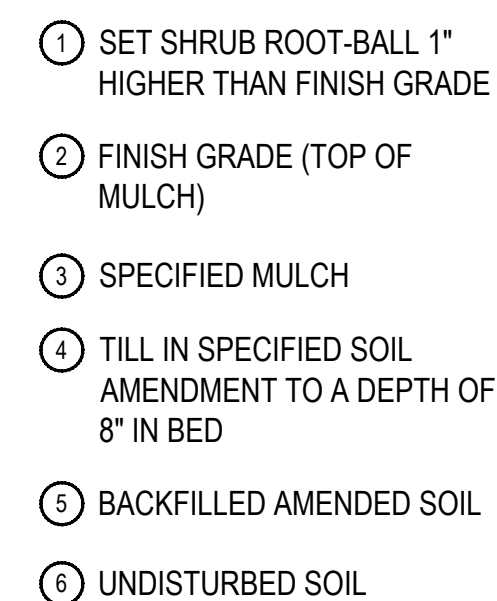 1 SET SHRUB ROOT-BALL 1"
HIGHER THAN FINISH GRADE
2 FINISH GRADE (TOP OF
MULCH)
3 SPECIFIED MULCH
4 TILL IN SPECIFIED SOIL
AMENDMENT TO A DEPTH OF
8" IN BED
5 BACKFILLED AMENDED SOIL
6 UNDISTURBED SOIL